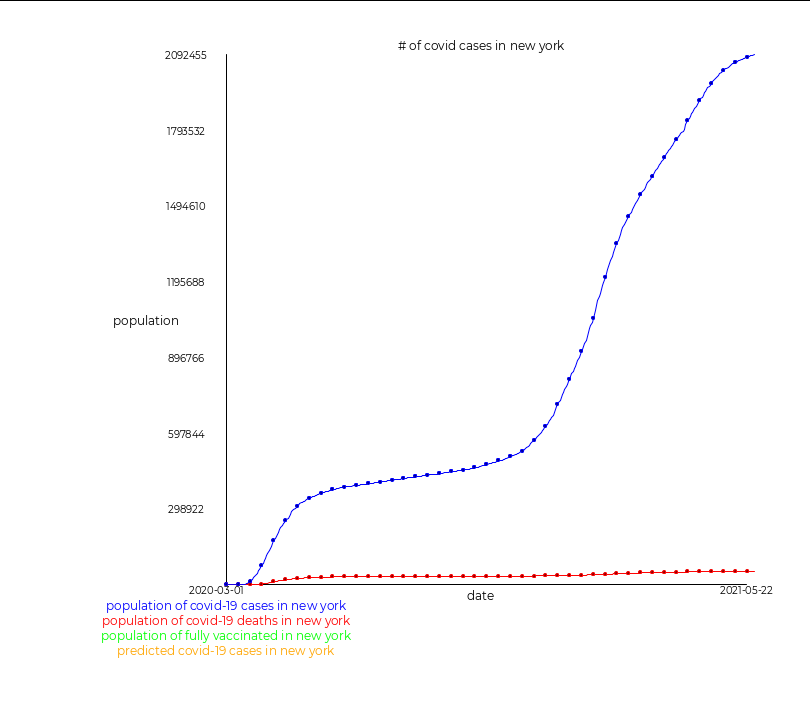 # of covid cases in new york
2092455
1793532
1494610
1195688
population
896766
597844
298922
2020-03-01
2021-05-22
date
population of covid-19 cases in new york
population of covid-19 deaths in new york
population of fully vaccinated in new york
predicted covid-19 cases in new york